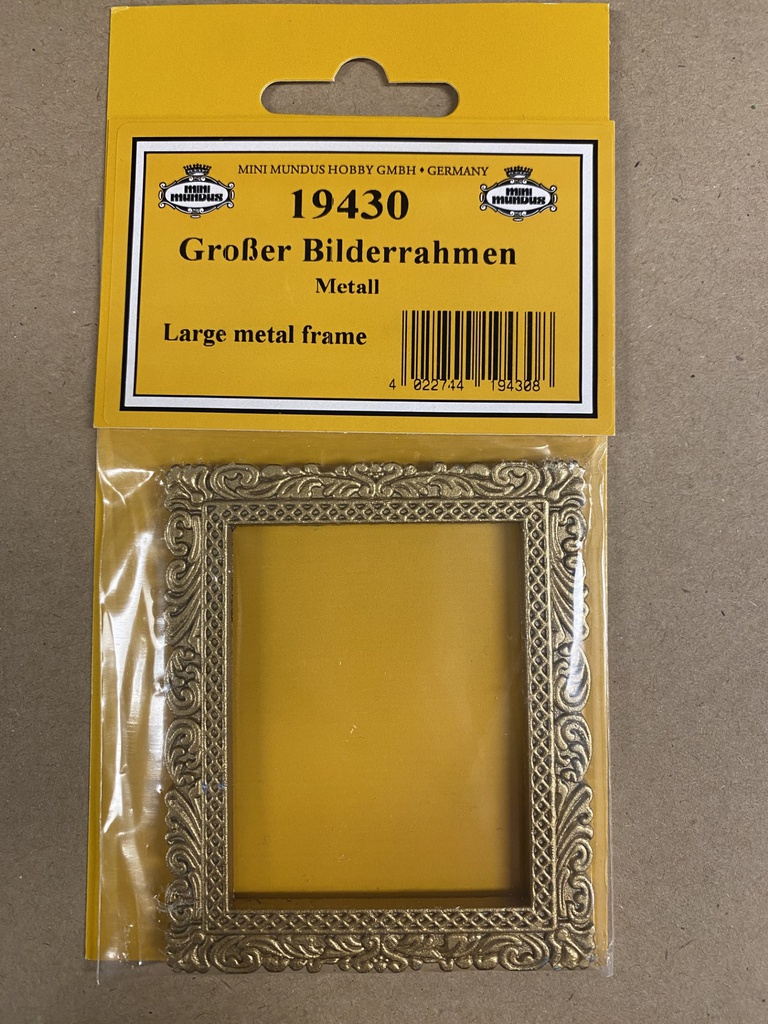 MINI MUNDUS HOBBY GMBH ♦ GERMANY
MINI
MUNDUS
19430
MINI
MUNDUS
Großer Bilderrahmen
Metall
Large metal frame
4 022744 194308